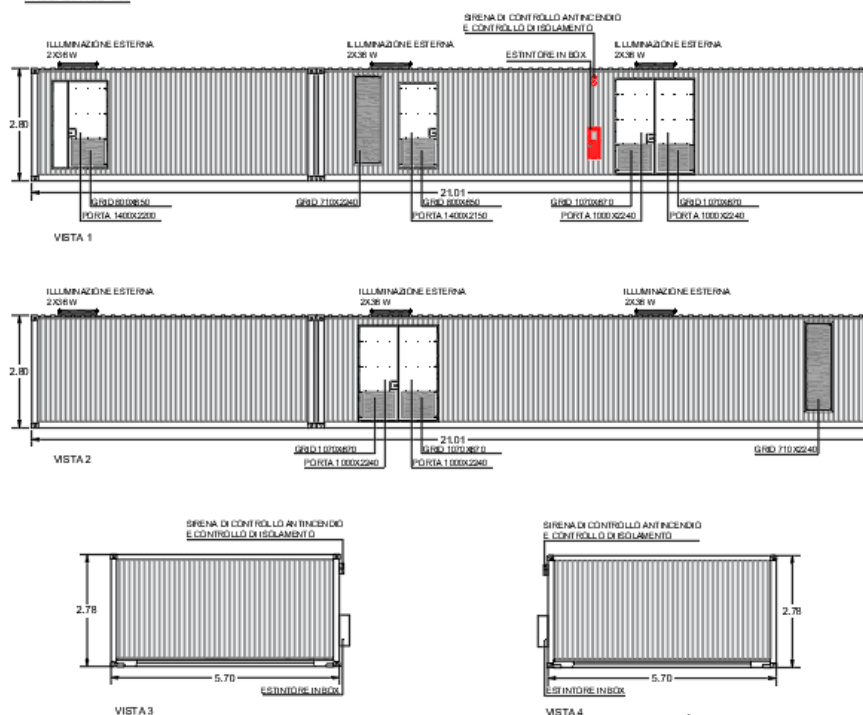 SIRENA DI CONTROLLO ANTINCENDIO
E CONTROLLO DI ISOLAMENTO
ILLUMINAZIONE ESTERNA
2X36 W
ILLUMINAZIONE ESTERNA
2X36 W
ESTINTORE IN BOX
ILLUMINAZIONE ESTERNA
2X36 W
2.80
21.01
GRID 800X650
GRID 710X2240
GRID 800X650
GRID 1070X670
GRID 1070X670
PORTA 1400X2200
PORTA 1400X2150
PORTA 1000X2240
PORTA 1000X2240
VISTA 1
ILLUMINAZIONE ESTERNA
2X36 W
ILLUMINAZIONE ESTERNA
2X36 W
ILLUMINAZIONE ESTERNA
2X36 W
2.80
21.01
GRID 1070X670
GRID 1070X670
GRID 710X2240
PORTA 1000X2240
PORTA 1000X2240
VISTA 2
SIRENA DI CONTROLLO ANTINCENDIO
E CONTROLLO DI ISOLAMENTO
2.78
5.70
ESTINTORE IN BOX
VISTA 3
SIRENA DI CONTROLLO ANTINCENDIO
E CONTROLLO DI ISOLAMENTO
2.78
5.70
ESTINTORE IN BOX
VISTA 4